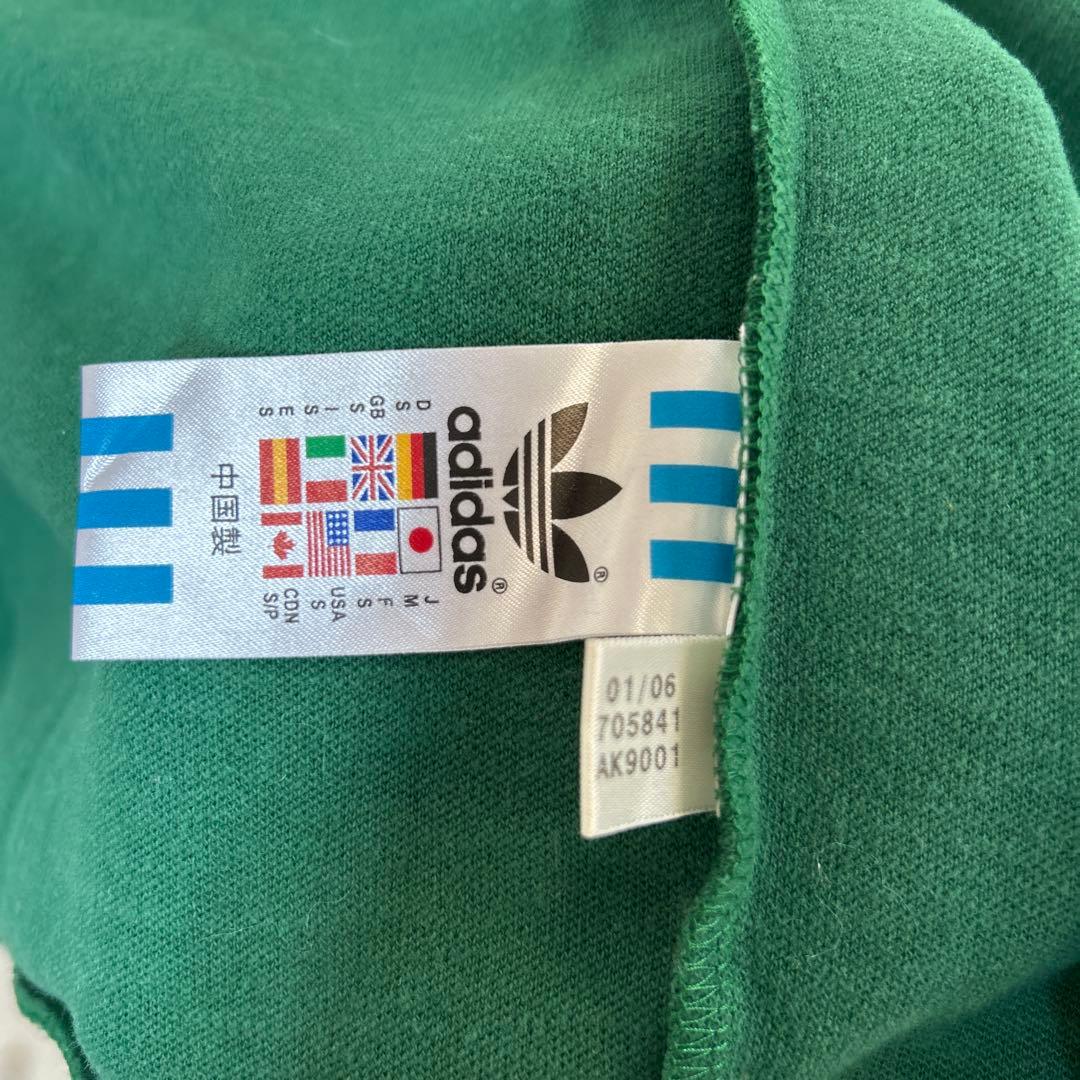 ®
adidas®
D J
S M
GB F
S S
I USA
S S
E CDN
S S/P
中国製
01/06
705841
AK9001